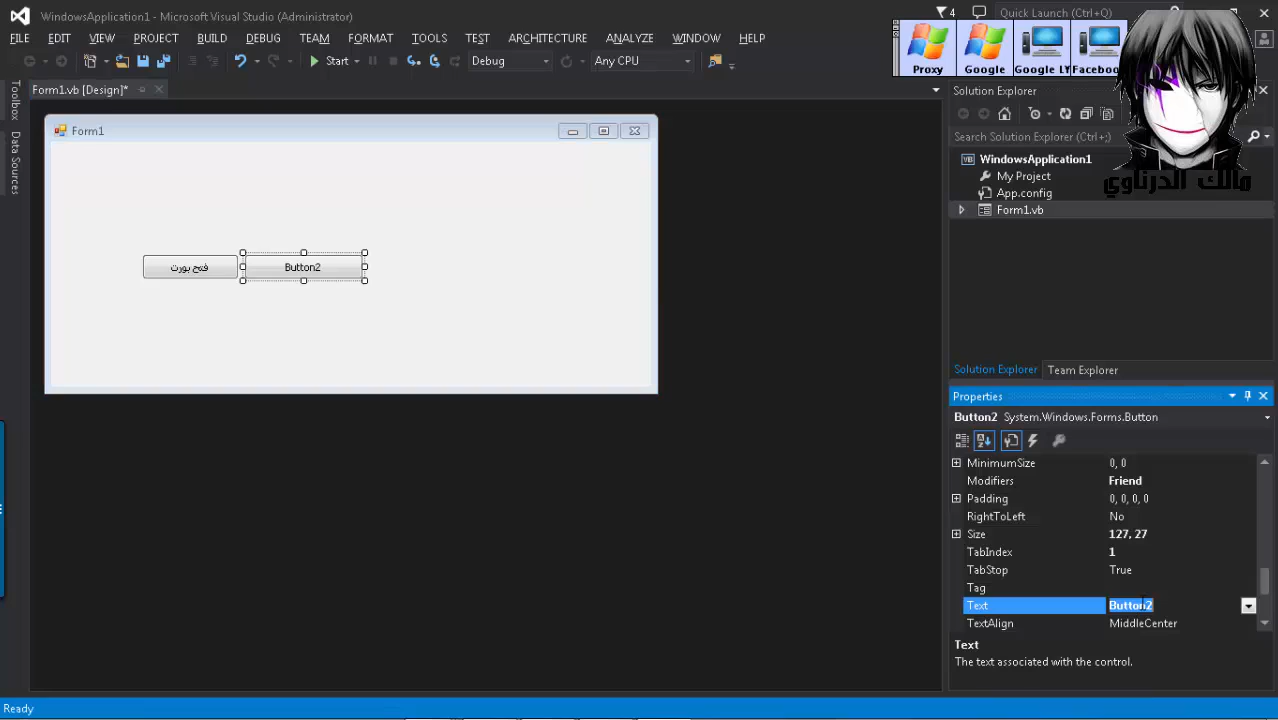 WindowsApplication1 - Microsoft Visual Studio (Administrator)
4
Quick Launch (Ctrl+Q)
FILE EDIT VIEW PROJECT BUILD DEBUG TEAM FORMAT TOOLS TEST ARCHITECTURE ANALYZE WINDOW HELP
Start
Debug
Any CPU
Proxy
Google
Google LY
Facebook
Toolbox
Data Sources
Form1.vb [Design]*
Form1
فتح بورت
Button2
Solution Explorer
Search Solution Explorer (Ctrl+;)
WindowsApplication1
My Project
App.config
Form1.vb
مالك الدرناوي
Solution Explorer Team Explorer
Properties
Button2 System.Windows.Forms.Button
MinimumSize 0, 0
Modifiers Friend
Padding 0, 0, 0, 0
RightToLeft No
Size 127, 27
TabIndex 1
TabStop True
Tag
Text Button2
TextAlign MiddleCenter
Text
The text associated with the control.
Ready